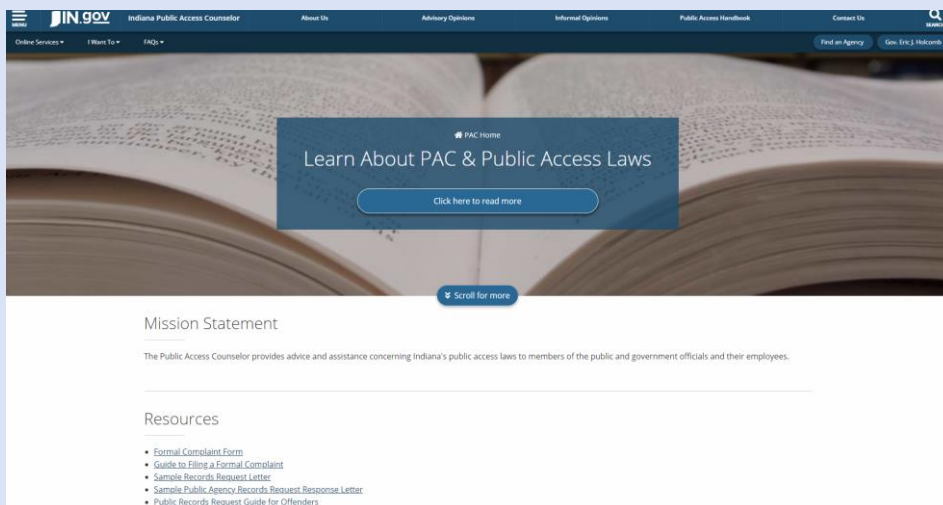 MENU
IN.gov
Indiana Public Access Counselor
About Us
Advisory Opinions
Informal Opinions
Public Access Handbook
Contact Us
SEARCH
Online Services
I Want To
FAQs
Find an Agency
Gov. Eric J. Holcomb
PAC Home
Learn About PAC & Public Access Laws
Click here to read more
Scroll for more
Mission Statement
The Public Access Counselor provides advice and assistance concerning Indiana's public access laws to members of the public and government officials and their employees.
Resources
• Formal Complaint Form
• Guide to Filing a Formal Complaint
• Sample Records Request Letter
• Sample Public Agency Records Request Response Letter
• Public Records Request Guide for Offenders